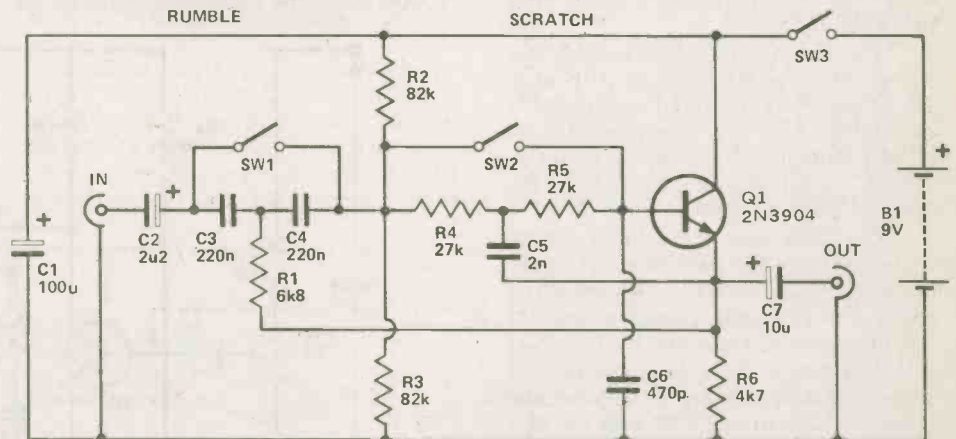 RUMBLE
SCRATCH
SW3
R2
82k
SW1
SW2
R5
27k
IN
+
+
+
Q1
2N3904
B1
9V
C1
100u
C2
2u2
C3
220n
C4
220n
R1
6k8
R4
27k
C5
2n
+
C7
10u
OUT
R3
82k
C6
470p
R6
4k7